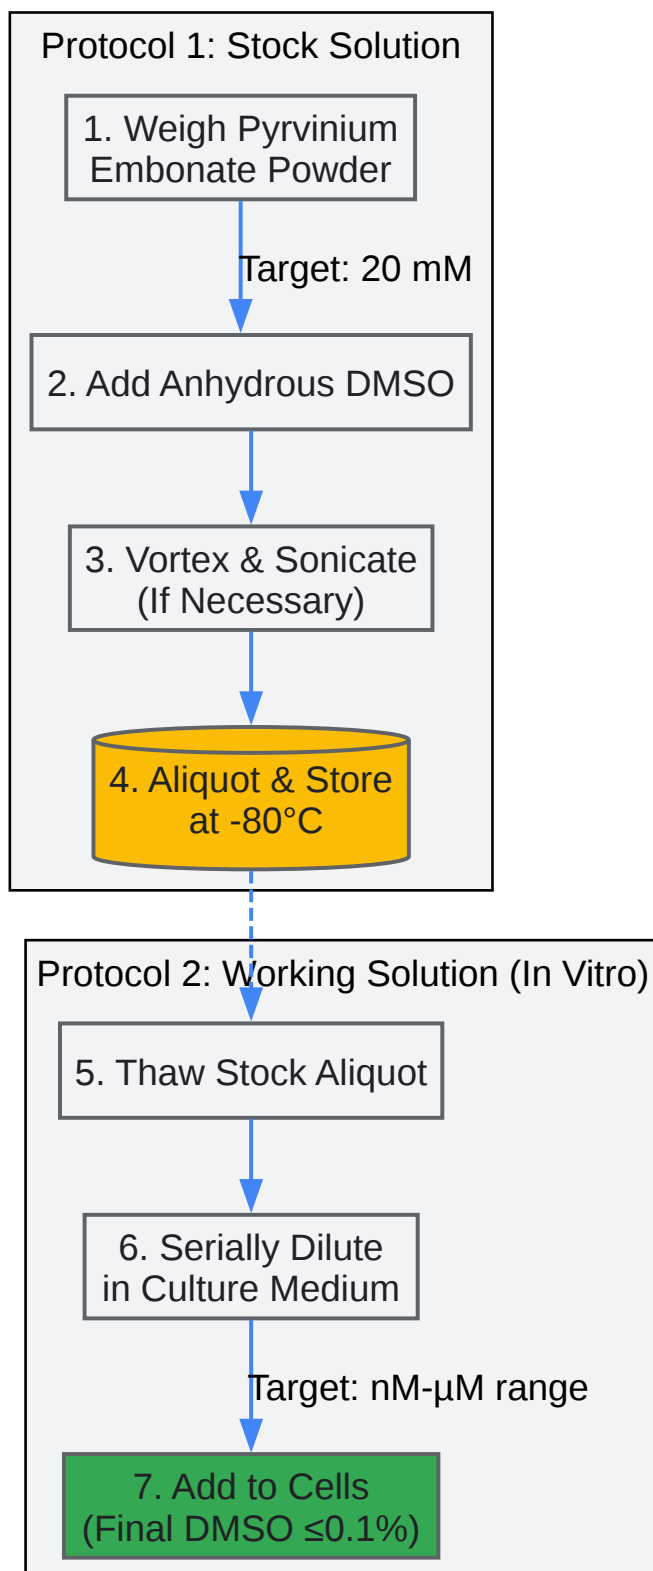 Protocol 1: Stock Solution
1. Weigh Pyrvinium
Embonate Powder
Target: 20 mM
2. Add Anhydrous DMSO
3. Vortex & Sonicate
(If Necessary)
4. Aliquot & Store
at -80°C
Protocol 2: Working Solution (In Vitro)
5. Thaw Stock Aliquot
6. Serially Dilute
in Culture Medium
Target: nM-µM range
7. Add to Cells
(Final DMSO ≤0.1%)